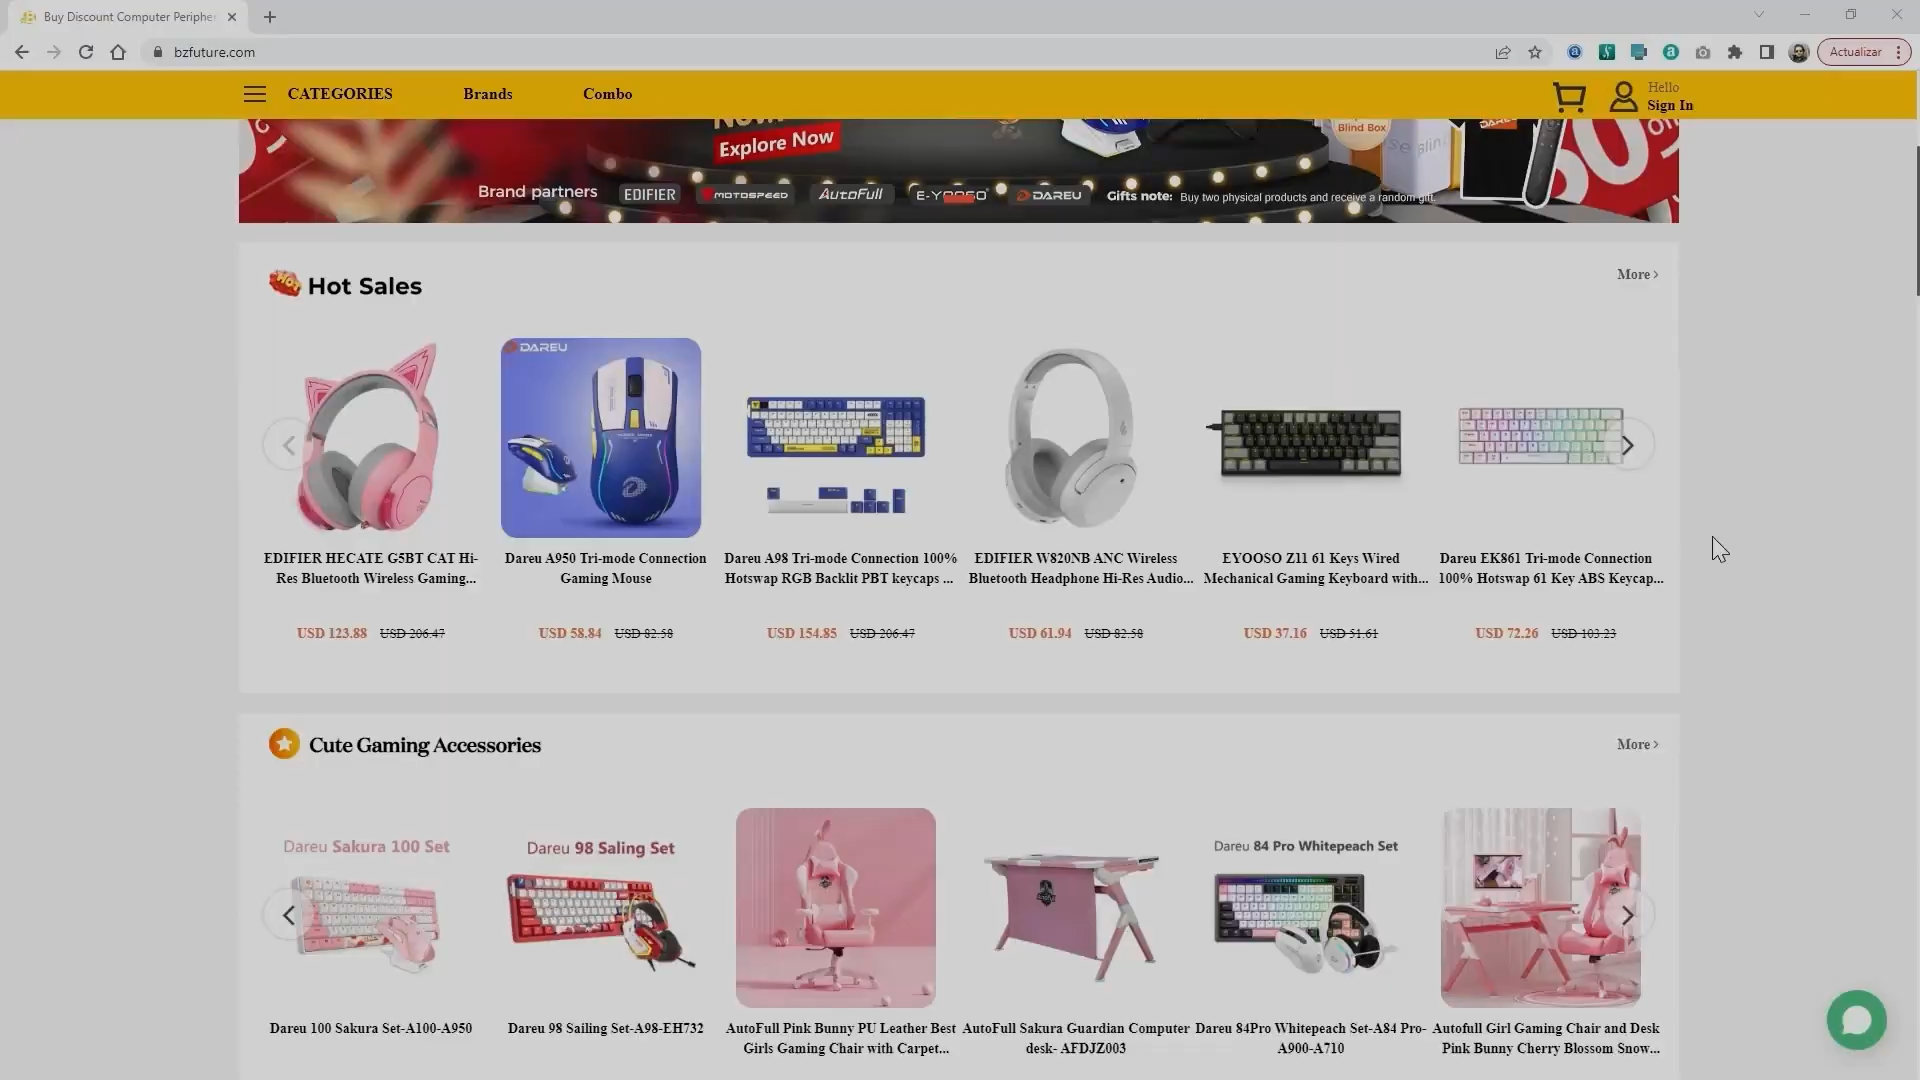 Buy Discount Computer Periphe
bzfuture.com
Actualizar
CATEGORIES
Brands
Combo
Hello
Sign In
Explore Now
Blind Box
Brand partners
EDIFIER
MOTOSPEED
AutoFull
E-YOOSO
DAREU
Gifts note: Buy two physical products and receive a random gift.
HOT
Hot Sales
More >
DAREU
EDIFIER HECATE G5BT CAT Hi-
Res Bluetooth Wireless Gaming...
USD 123.88 USD 206.47
Dareu A950 Tri-mode Connection
Gaming Mouse
USD 58.84 USD 82.58
Dareu A98 Tri-mode Connection 100%
Hotswap RGB Backlit PBT keycaps ...
USD 154.85 USD 206.47
EDIFIER W820NB ANC Wireless
Bluetooth Headphone Hi-Res Audio...
USD 61.94 USD 82.58
EYOOSO Z11 61 Keys Wired
Mechanical Gaming Keyboard with...
USD 37.16 USD 51.61
Dareu EK861 Tri-mode Connection
100% Hotswap 61 Key ABS Keycap...
USD 72.26 USD 103.23
Cute Gaming Accessories
More >
Dareu Sakura 100 Set
Dareu 100 Sakura Set-A100-A950
Dareu 98 Saling Set
Dareu 98 Sailing Set-A98-EH732
AutoFull Pink Bunny PU Leather Best
Girls Gaming Chair with Carpet...
AutoFull Sakura Guardian Computer
desk- AFDJZ003
Dareu 84 Pro Whitepeach Set
Dareu 84Pro Whitepeach Set-A84 Pro-
A900-A710
Autofull Girl Gaming Chair and Desk
Pink Bunny Cherry Blossom Snow...